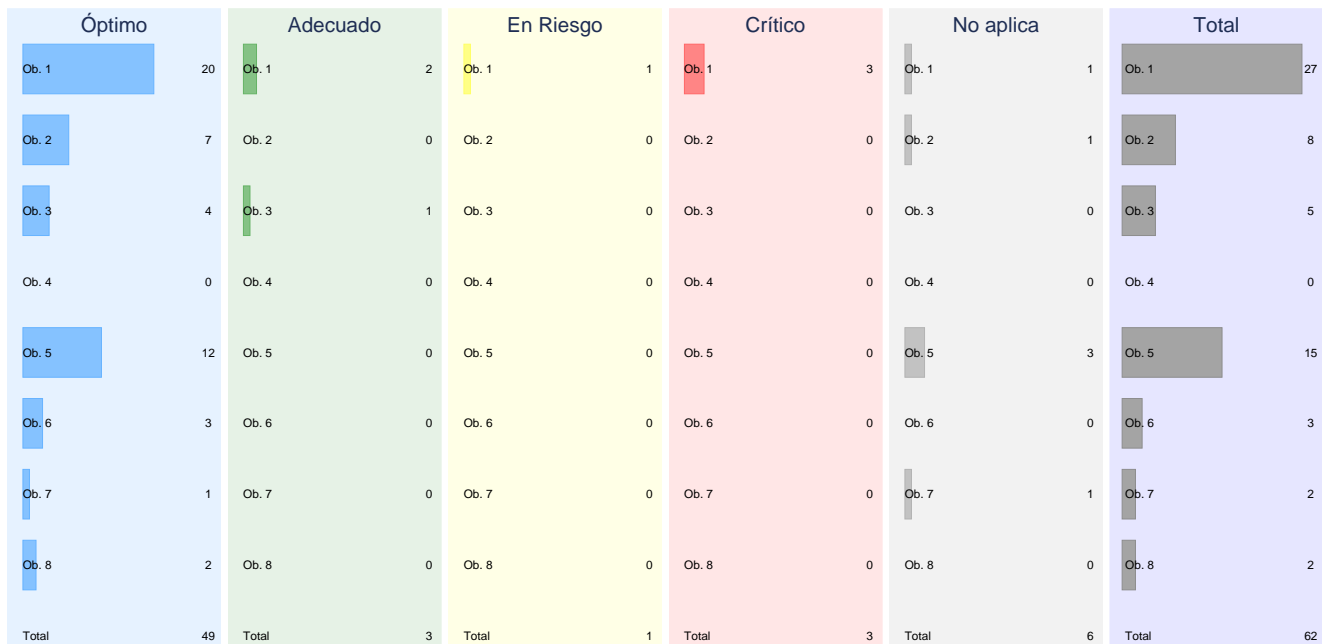 Óptimo Adecuado En Riesgo Crítico No aplica Total
Ob. 1 20 Ob. 1 2 Ob. 1 1 Ob. 1 3 Ob. 1 1 Ob. 1 27
Ob. 2 7 Ob. 2 0 Ob. 2 0 Ob. 2 0 Ob. 2 1 Ob. 2 8
Ob. 3 4 Ob. 3 1 Ob. 3 0 Ob. 3 0 Ob. 3 0 Ob. 3 5
Ob. 4 0 Ob. 4 0 Ob. 4 0 Ob. 4 0 Ob. 4 0 Ob. 4 0
Ob. 5 12 Ob. 5 0 Ob. 5 0 Ob. 5 0 Ob. 5 3 Ob. 5 15
Ob. 6 3 Ob. 6 0 Ob. 6 0 Ob. 6 0 Ob. 6 0 Ob. 6 3
Ob. 7 1 Ob. 7 0 Ob. 7 0 Ob. 7 0 Ob. 7 1 Ob. 7 2
Ob. 8 2 Ob. 8 0 Ob. 8 0 Ob. 8 0 Ob. 8 0 Ob. 8 2
Total 49 Total 3 Total 1 Total 3 Total 6 Total 62